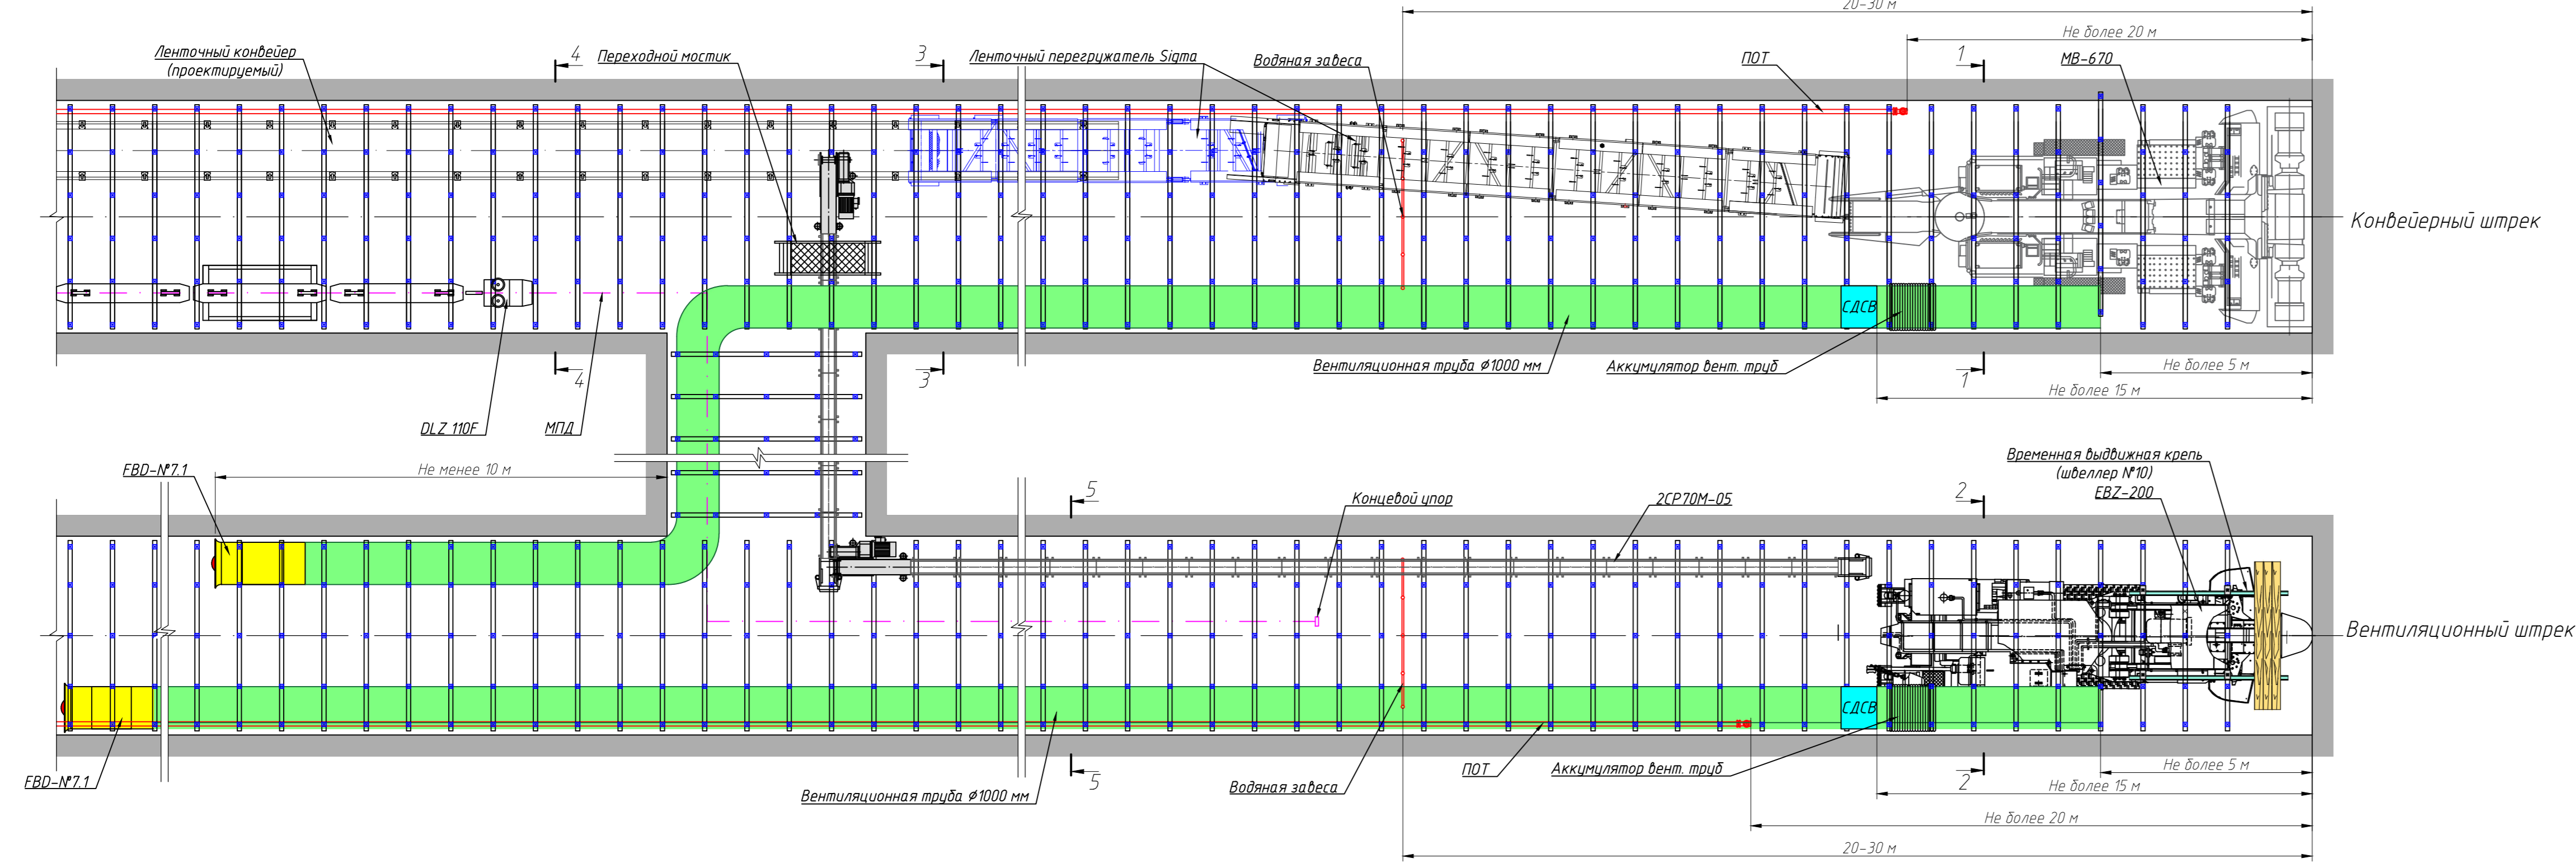 20-30 м
Не более 20 м
Ленточный конвейер
(проектируемый)
4
Переходной мостик
3
Ленточный перегружатель Sigma
Водяная завеса
ПОТ
1
МВ-670
Конвейерный штрек
СДСВ
4
3
Вентиляционная труба ⌀1000 мм
Аккумулятор вент. труб
1
Не более 5 м
Не более 15 м
DLZ 110F
МПД
FBD-№7.1
Не менее 10 м
5
Концевой упор
2СР70М-05
2
Временная выдвижная крепь
(швеллер №10)
EBZ-200
Вентиляционный штрек
СДСВ
FBD-№7.1
Вентиляционная труба ⌀1000 мм
5
Водяная завеса
ПОТ
Аккумулятор вент. труб
2
Не более 5 м
Не более 15 м
Не более 20 м
20-30 м